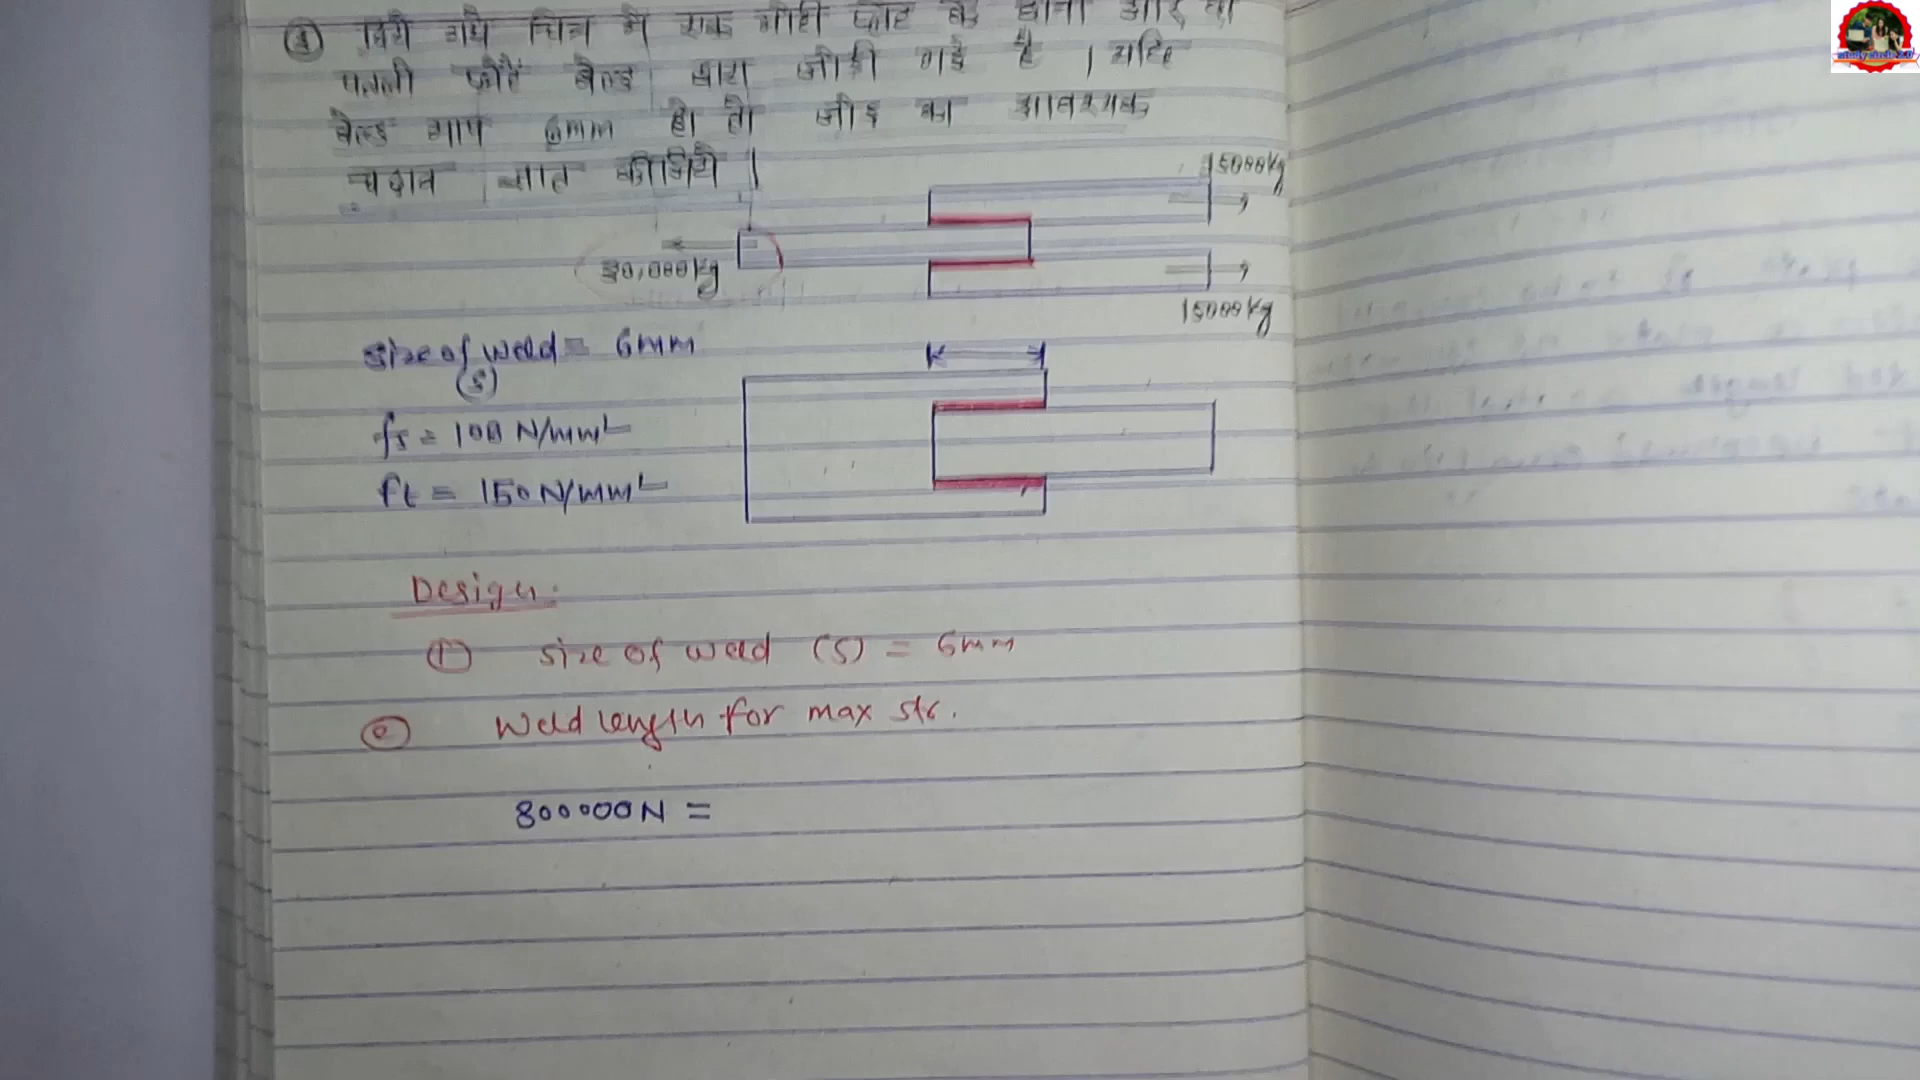 ③ दिये गये चित्र में एक मोटी प्लेट के दोनों ओर दो
पतली प्लेटें वेल्ड द्वारा जोड़ी गई है । यदि
वेल्ड माप 6mm हो तो जोड़ का आवश्यक
चढ़ाव ज्ञात कीजिये |
15000kg
30,000kg
15000kg
size of weld = 6mm
(S)
fs = 100 N/mm²
ft = 150 N/mm²
Design:
① size of weld (S) = 6mm
② Weld length for max str.
300000N =